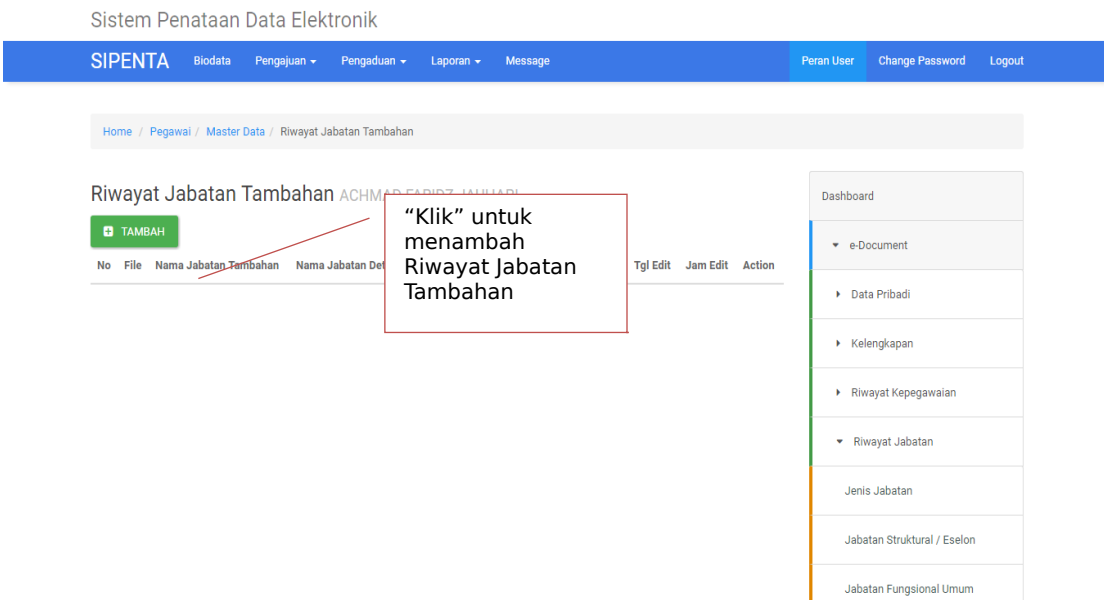 Sistem Penataan Data Elektronik
SIPENTA Biodata Pengajuan Pengaduan Laporan Message Peran User Change Password Logout
Home / Pegawai / Master Data / Riwayat Jabatan Tambahan
Riwayat Jabatan Tambahan
TAMBAH
No File Nama Jabatan Tambahan Nama Jabatan Tgl Edit Jam Edit Action
“Klik” untuk
menambah
Riwayat Jabatan
Tambahan
Dashboard
e-Document
Data Pribadi
Kelengkapan
Riwayat Kepegawaian
Riwayat Jabatan
Jenis Jabatan
Jabatan Struktural / Eselon
Jabatan Fungsional Umum